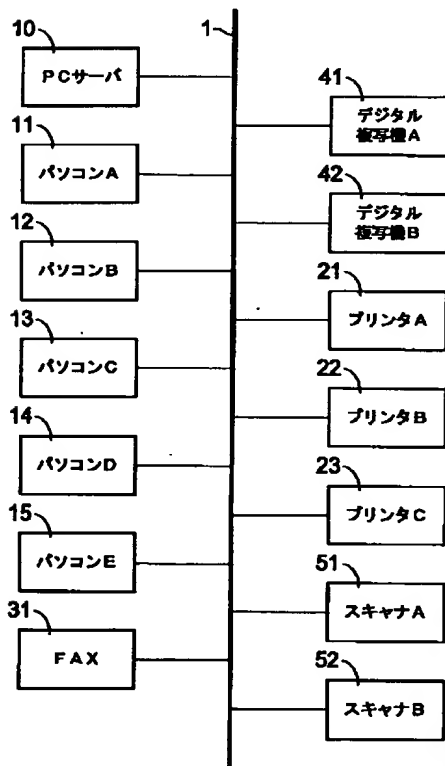 10
PCサーバ
11
パソコンA
12
パソコンB
13
パソコンC
14
パソコンD
15
パソコンE
31
FAX
1
41
デジタル
複写機A
42
デジタル
複写機B
21
プリンタA
22
プリンタB
23
プリンタC
51
スキャナA
52
スキャナB